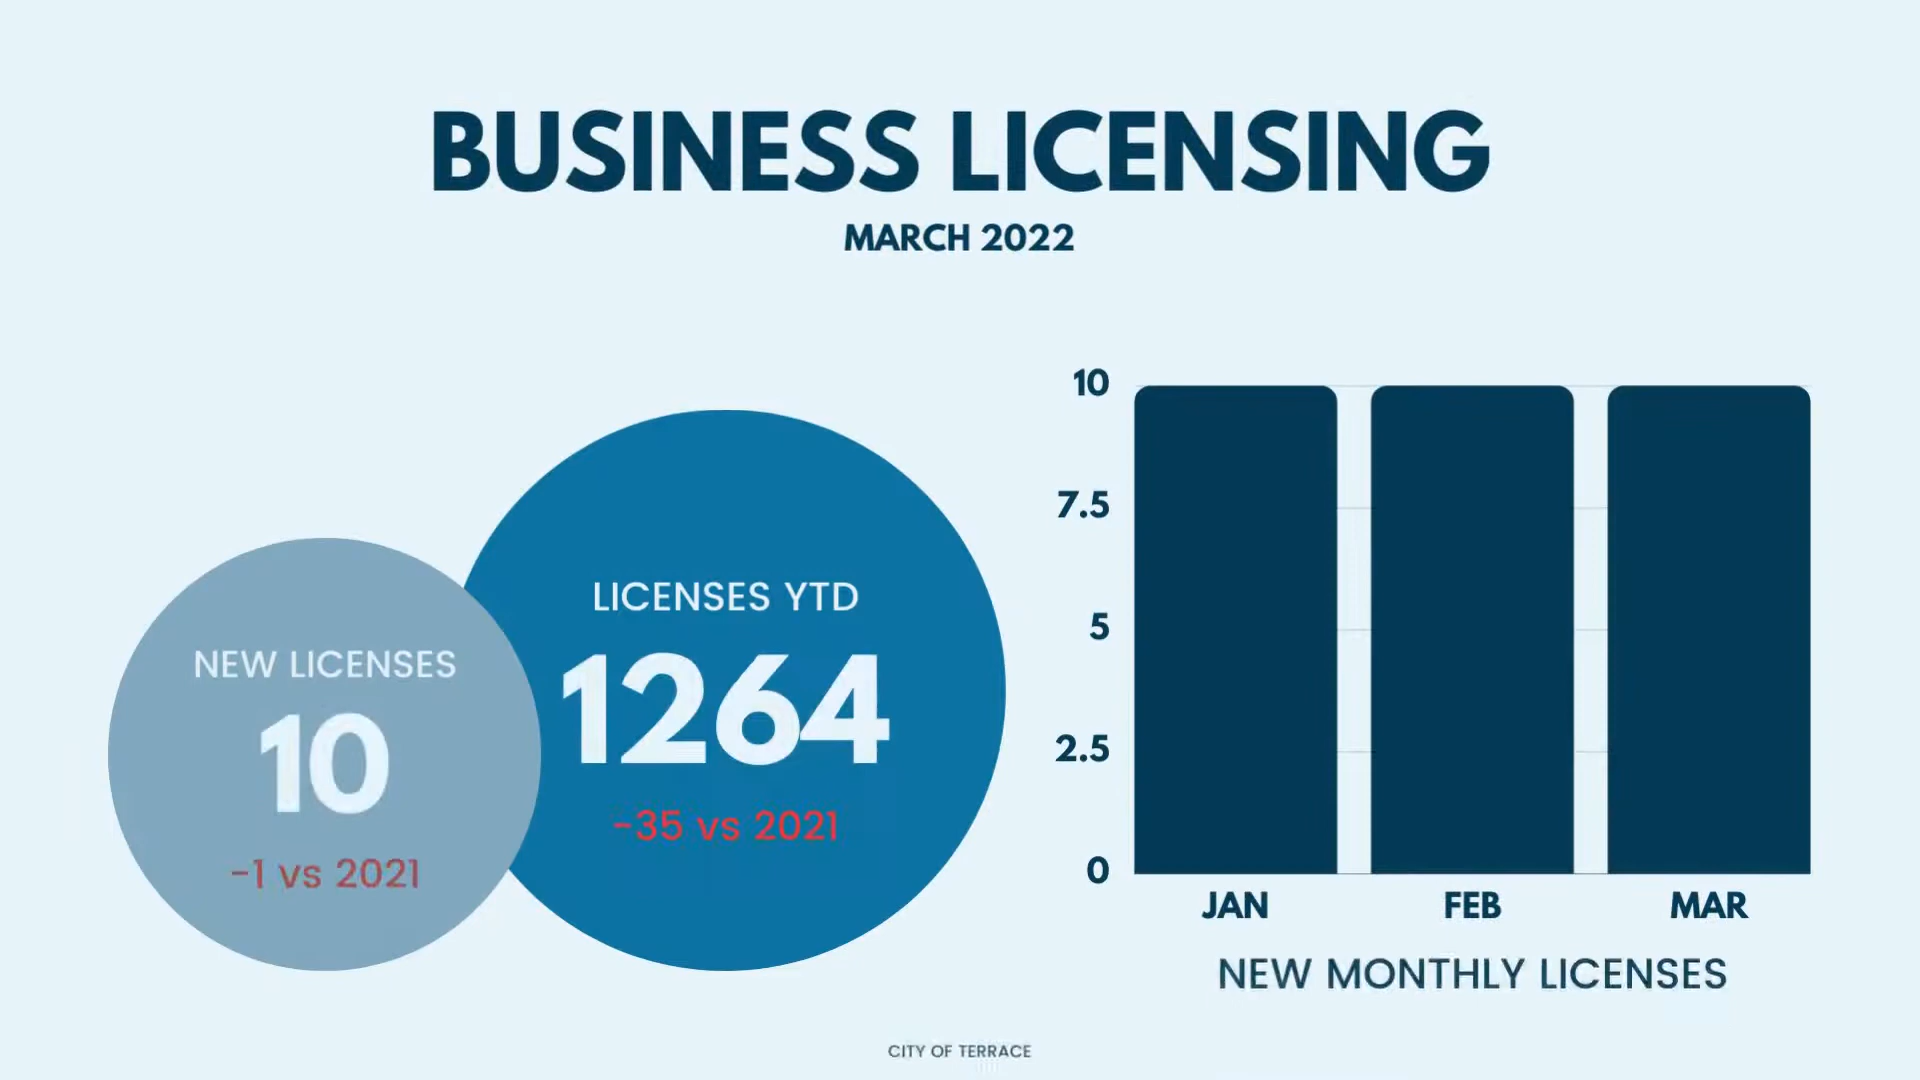 BUSINESS LICENSING
MARCH 2022
NEW LICENSES
10
-1 vs 2021
LICENSES YTD
1264
-35 vs 2021
10
7.5
5
2.5
0
JAN FEB MAR
NEW MONTHLY LICENSES
CITY OF TERRACE